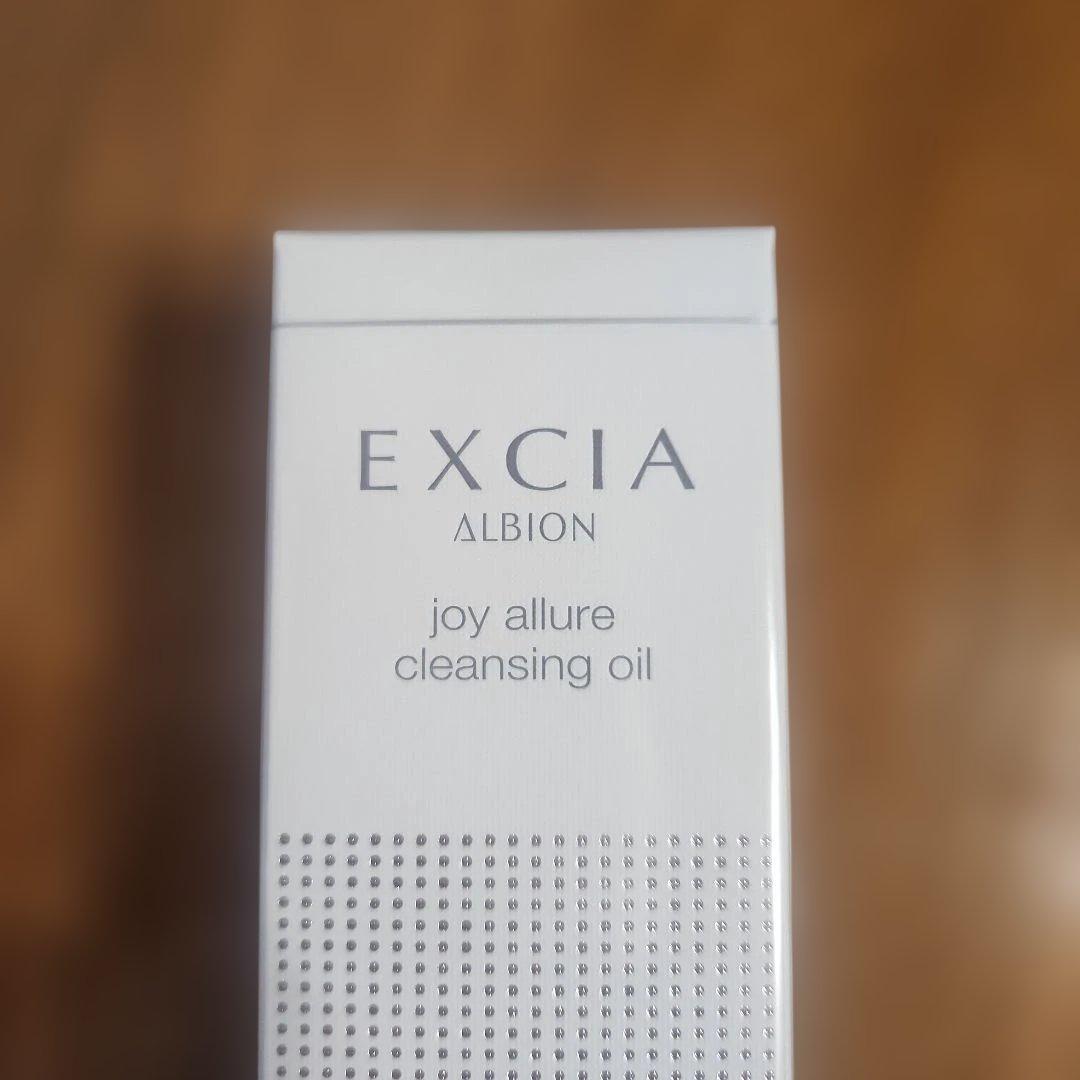 EXCIA
ALBION
joy allure
cleansing oil